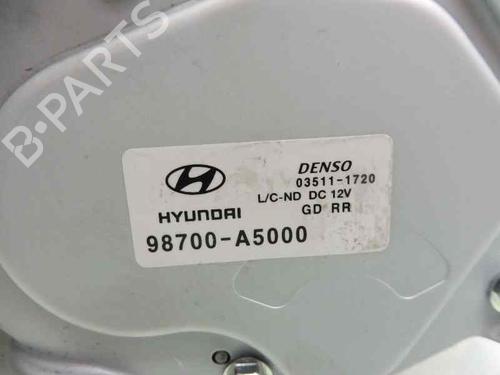 B-PARTS
DENSO
03511-1720
L/C-ND DC 12V
GD RR
HYUNDAI
98700-A5000